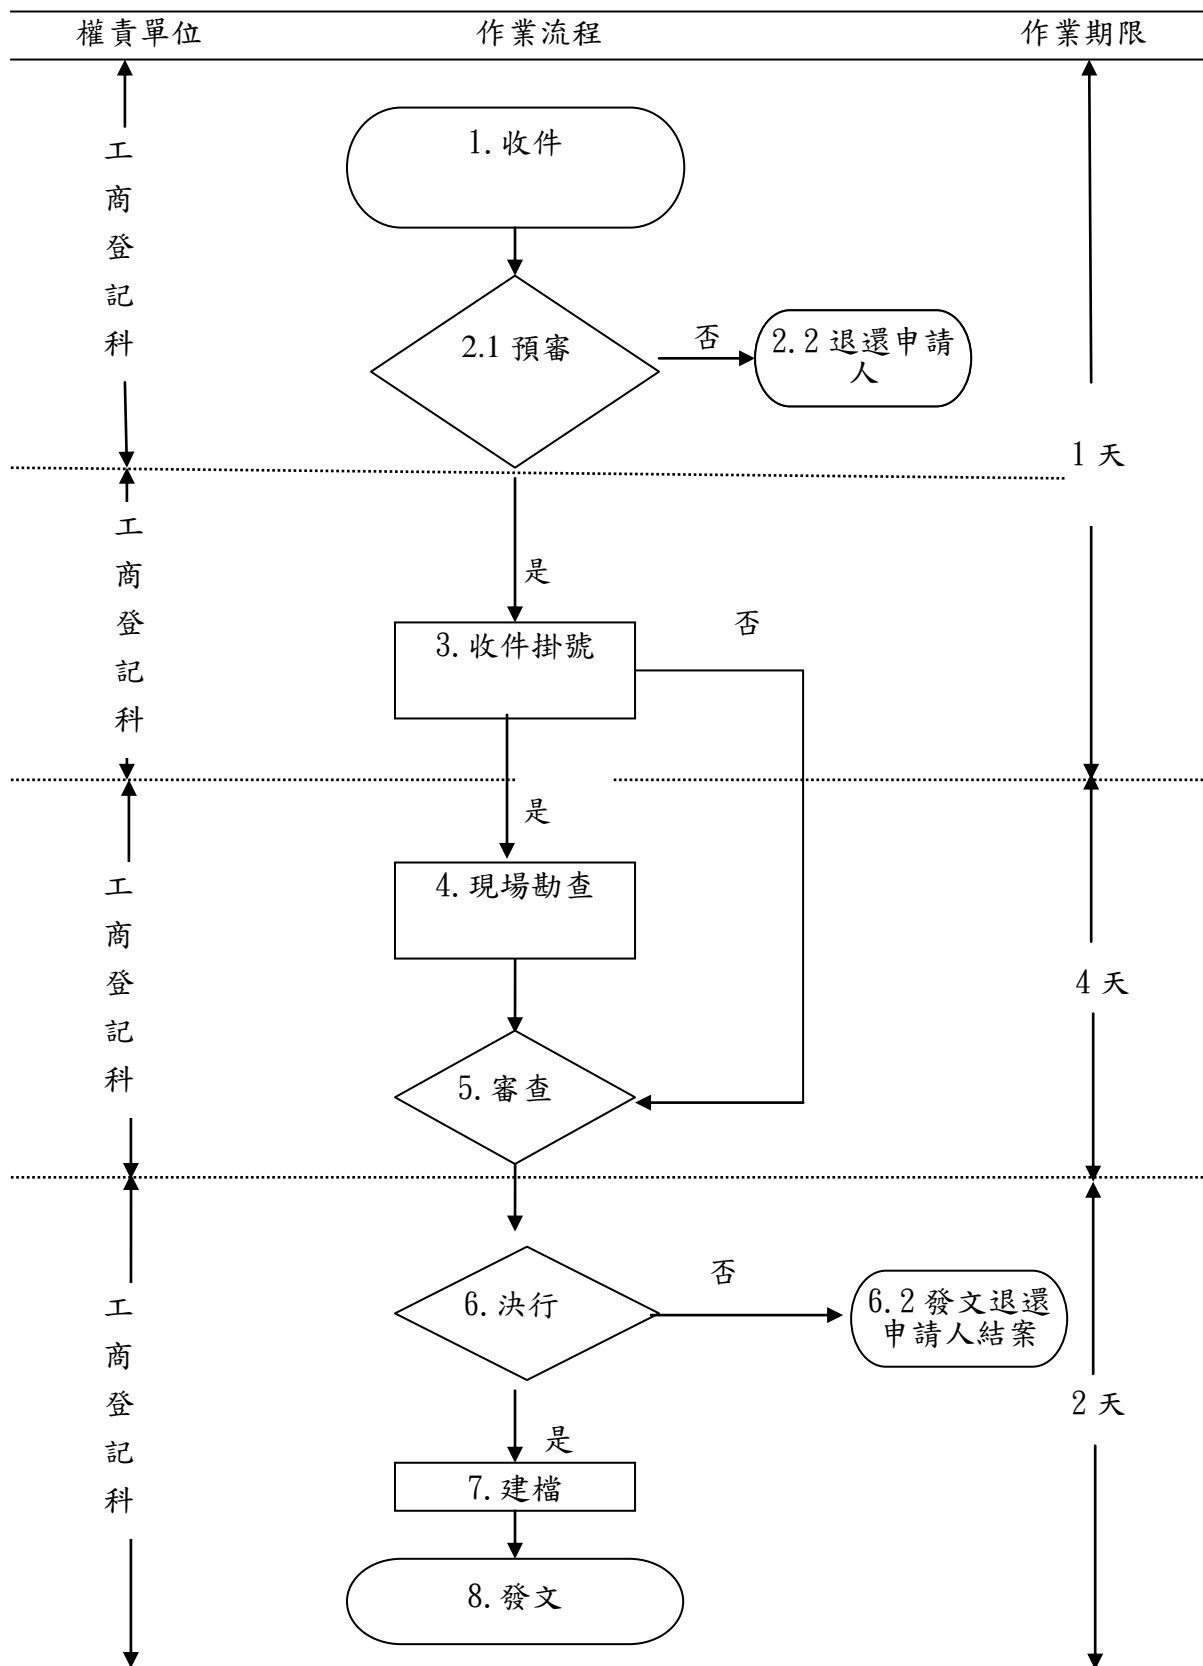 權責單位 作業流程 作業期限
工商登記科
1.收件
2.1 預審
否
2.2 退還申請
人
1 天
工商登記科
是
3.收件掛號
否
工商登記科
是
4.現場勘查
4 天
5.審查
工商登記科
6.決行
否
6.2 發文退還
申請人結案
2 天
是
7.建檔
8.發文